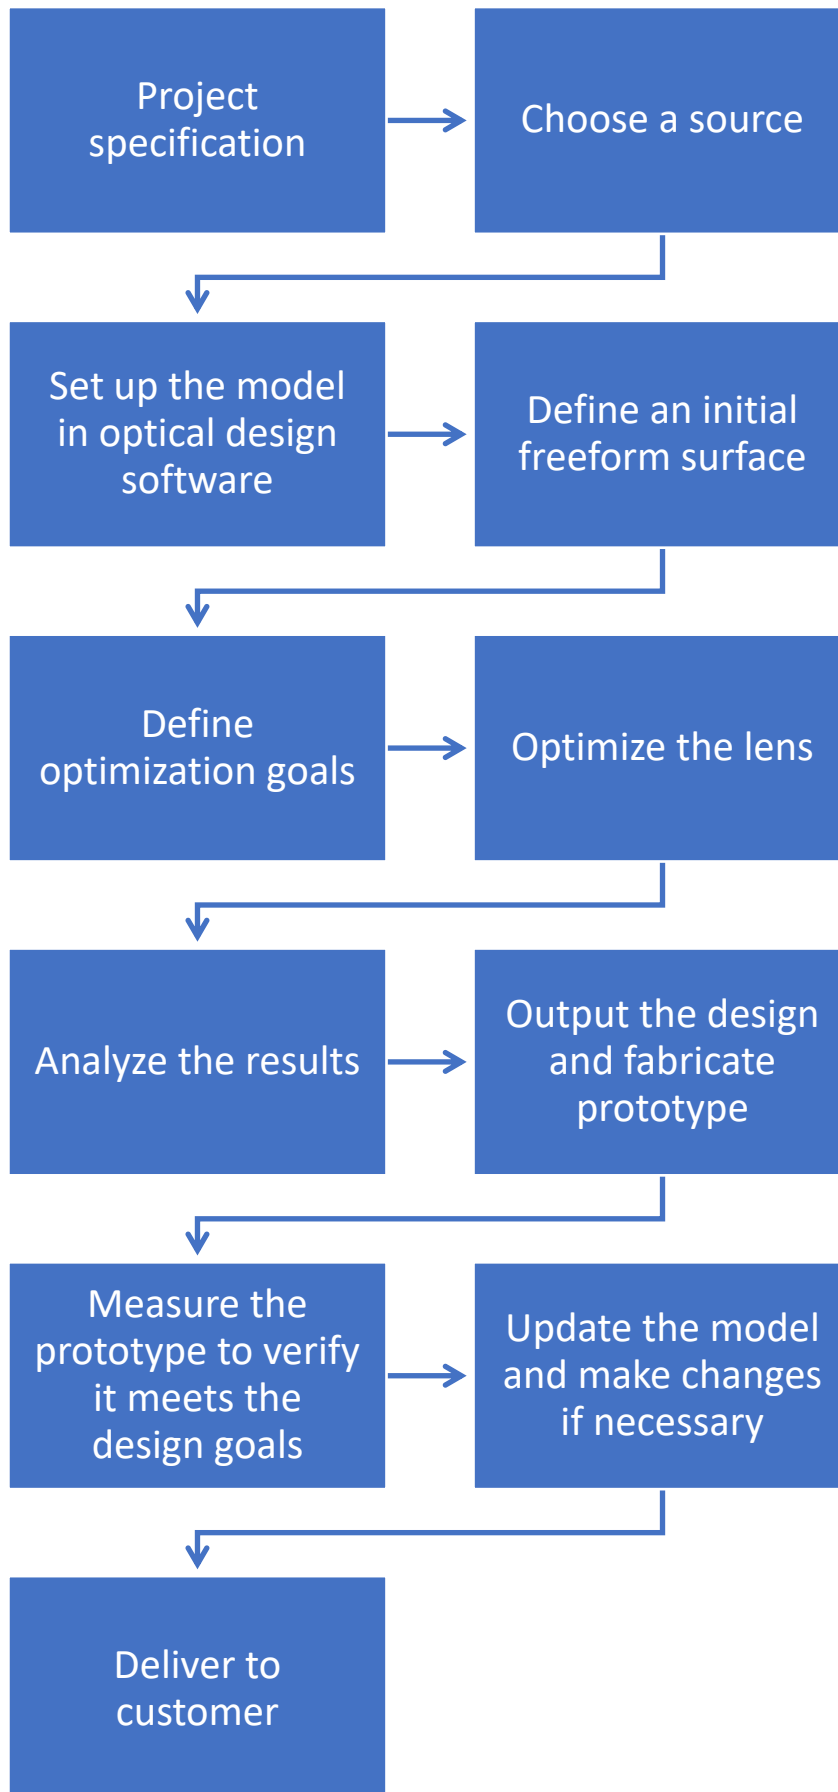 Project
specification
Choose a source
Set up the model
in optical design
software
Define an initial
freeform surface
Define
optimization goals
Optimize the lens
Analyze the results
Output the design
and fabricate
prototype
Measure the
prototype to verify
it meets the
design goals
Update the model
and make changes
if necessary
Deliver to
customer